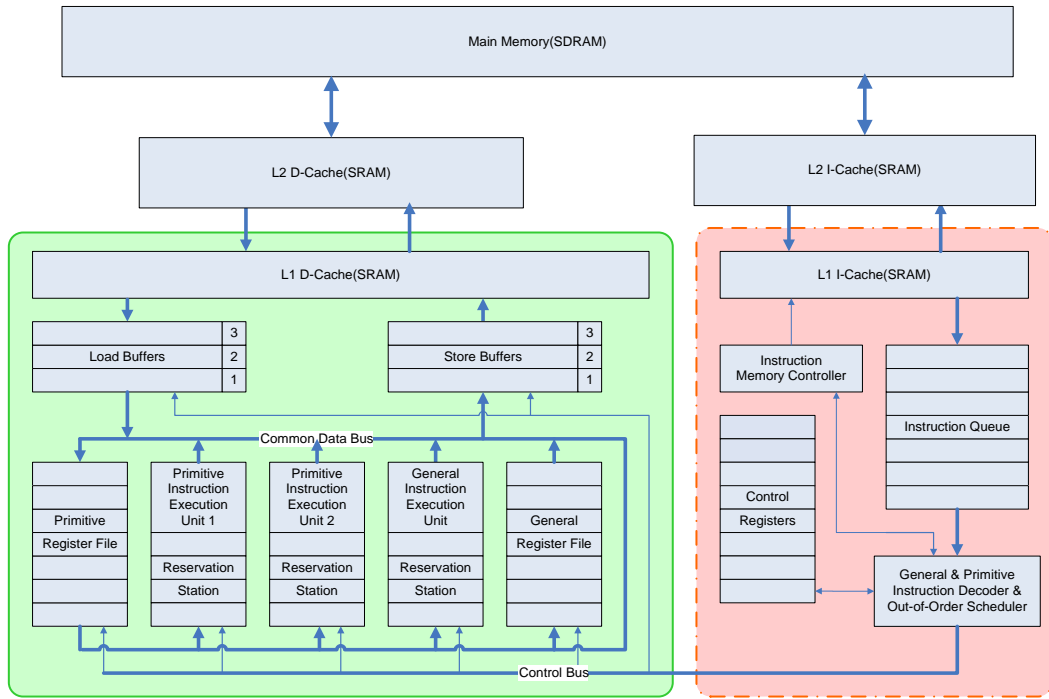 Main Memory(SDRAM)
L2 D-Cache(SRAM)
L2 I-Cache(SRAM)
L1 D-Cache(SRAM)
L1 I-Cache(SRAM)
3
Load Buffers 2
1
3
Store Buffers 2
1
Instruction
Memory Controller
Instruction Queue
Common Data Bus
Primitive
Register File
Primitive
Instruction
Execution
Unit 1
Reservation
Station
Primitive
Instruction
Execution
Unit 2
Reservation
Station
General
Instruction
Execution
Unit
Reservation
Station
General
Register File
Control
Registers
General & Primitive
Instruction Decoder &
Out-of-Order Scheduler
Control Bus